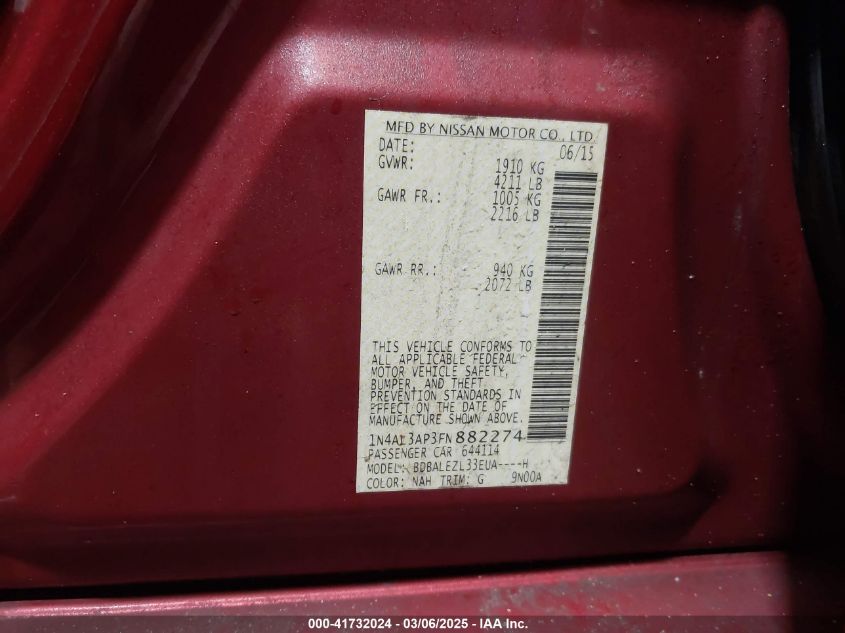 MFD BY NISSAN MOTOR CO., LTD.
DATE: 06/15
GVWR: 1910 KG
4211 LB
GAWR FR.: 1005 KG
2216 LB
GAWR RR.: 940 KG
2072 LB
THIS VEHICLE CONFORMS TO
ALL APPLICABLE FEDERAL
MOTOR VEHICLE SAFETY,
BUMPER, AND THEFT
PREVENTION STANDARDS IN
EFFECT ON THE DATE OF
MANUFACTURE SHOWN ABOVE.
1N4AL3AP3FN882274
PASSENGER CAR 644114
MODEL: BDBALEZL33EUA----H
COLOR: NAH TRIM: G 9N00A
000-41732024 - 03/06/2025 - IAA Inc.